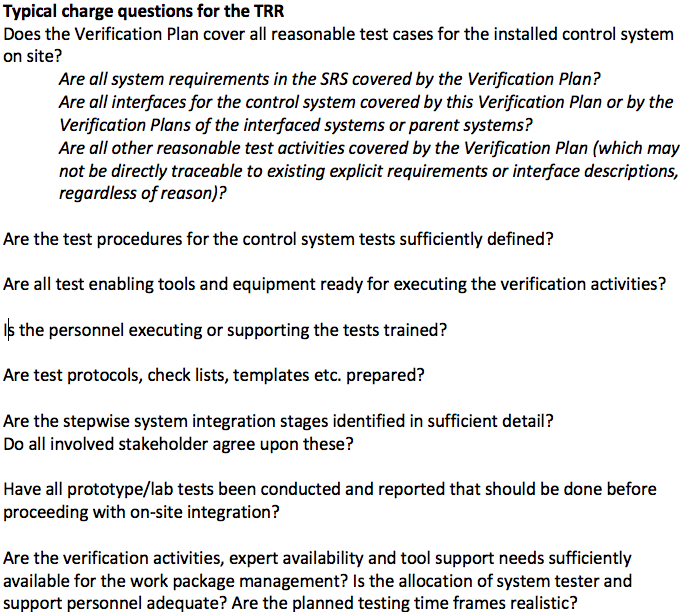 Typical charge questions for the TRR
Does the Verification Plan cover all reasonable test cases for the installed control system
on site?
Are all system requirements in the SRS covered by the Verification Plan?
Are all interfaces for the control system covered by this Verification Plan or by the
Verification Plans of the interfaced systems or parent systems?
Are all other reasonable test activities covered by the Verification Plan (which may
not be directly traceable to existing explicit requirements or interface descriptions,
regardless of reason)?
Are the test procedures for the control system tests sufficiently defined?
Are all test enabling tools and equipment ready for executing the verification activities?
Is the personnel executing or supporting the tests trained?
Are test protocols, check lists, templates etc. prepared?
Are the stepwise system integration stages identified in sufficient detail?
Do all involved stakeholder agree upon these?
Have all prototype/lab tests been conducted and reported that should be done before
proceeding with on-site integration?
Are the verification activities, expert availability and tool support needs sufficiently
available for the work package management? Is the allocation of system tester and
support personnel adequate? Are the planned testing time frames realistic?